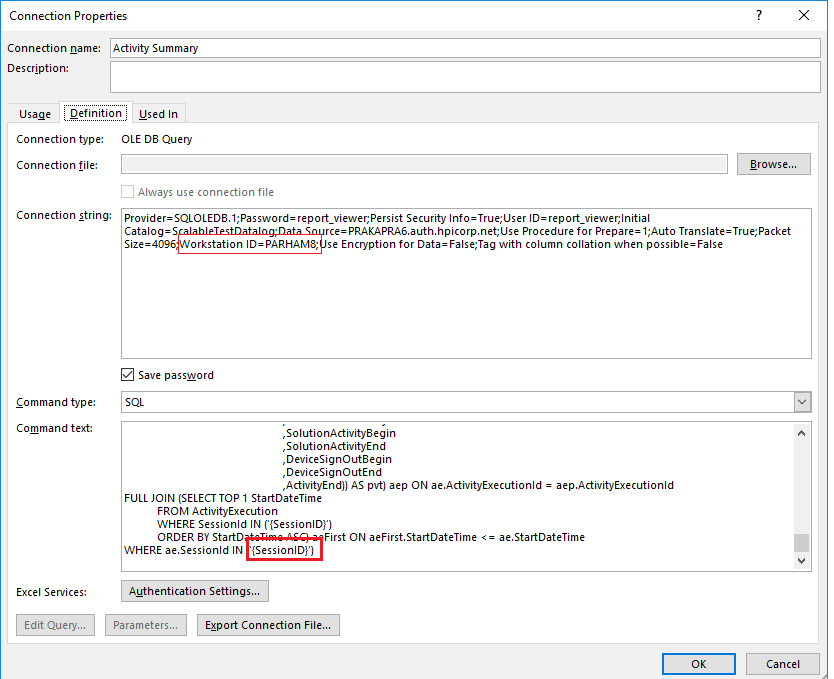 Connection Properties
?
Connection name: Activity Summary
Description:
Usage Definition Used In
Connection type: OLE DB Query
Connection file: Browse...
Always use connection file
Connection string: Provider=SQLOLEDB.1;Password=report_viewer;Persist Security Info=True;User ID=report_viewer;Initial
Catalog=ScalableTestDatalog;Data Source=PRAKAPRA6.auth.hpicorp.net;Use Procedure for Prepare=1;Auto Translate=True;Packet
Size=4096;Workstation ID=PARHAM8;Use Encryption for Data=False;Tag with column collation when possible=False
Save password
Command type: SQL
Command text:
,SolutionActivityBegin
,SolutionActivityEnd
,DeviceSignOutBegin
,DeviceSignOutEnd
,ActivityEnd)) AS pvt) aep ON ae.ActivityExecutionId = aep.ActivityExecutionId
FULL JOIN (SELECT TOP 1 StartDateTime
FROM ActivityExecution
WHERE SessionId IN ('{SessionID}')
ORDER BY StartDateTime ASC) aeFirst ON aeFirst.StartDateTime <= ae.StartDateTime
WHERE ae.SessionId IN ('{SessionID}')
Excel Services: Authentication Settings...
Edit Query... Parameters... Export Connection File...
OK Cancel